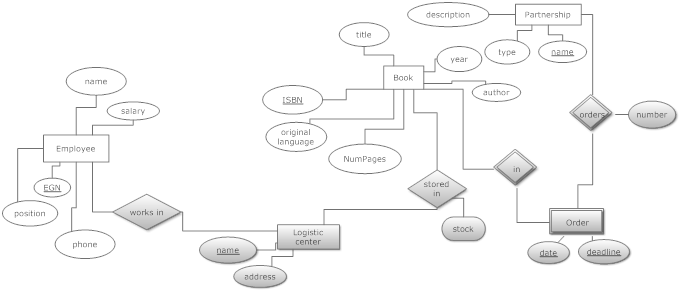 description
Partnership
title
type
name
year
Book
name
ISBN
author
salary
orders
number
original
language
Employee
NumPages
in
EGN
stored
in
position
works in
Order
stock
phone
Logistic
center
name
date
deadline
address